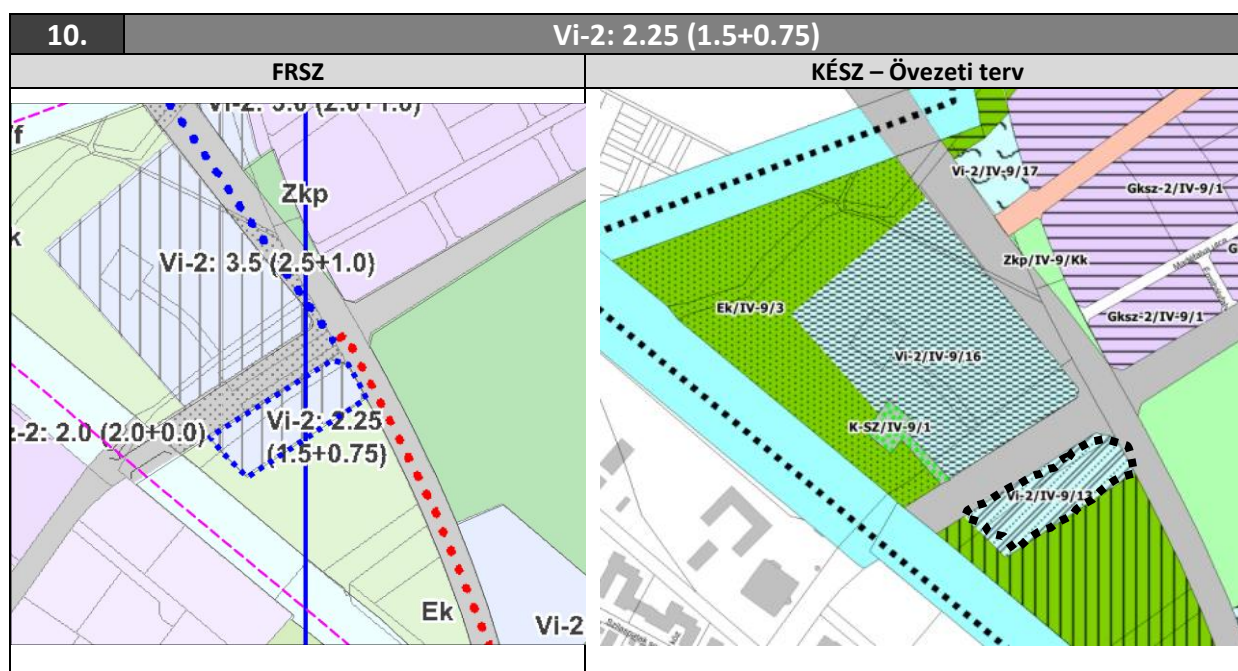 10.
Vi-2: 2.25 (1.5+0.75)
FRSZ
KÉSZ – Övezeti terv
Zkp
Vi-2: 3.5 (2.5+1.0)
-2: 2.0 (2.0+0.0)
Vi-2: 2.25
(1.5+0.75)
Ek
Vi-2
Vi-2/IV-9/17
Gksz-2/IV-9/1
Zkp/IV-9/Kk
Gksz-2/IV-9/1
Ek/IV-9/3
Vi-2/IV-9/16
K-SZ/IV-9/1
Vi-2/IV-9/13